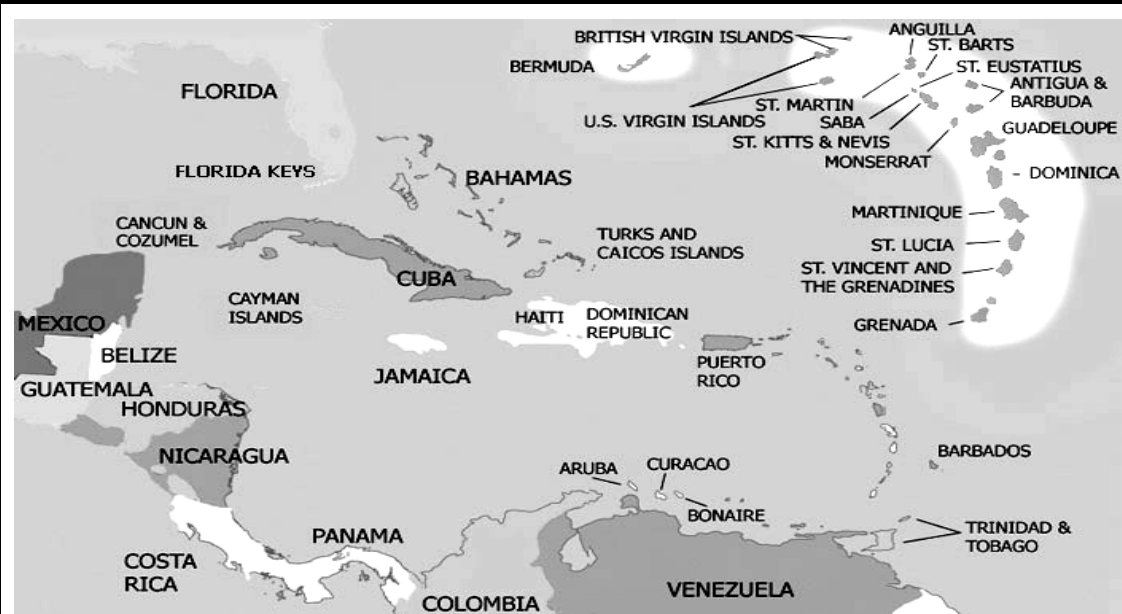 BRITISH VIRGIN ISLANDS
BERMUDA
ANGUILLA
ST. BARTS
ST. EUSTATIUS
ANTIGUA &
BARBUDA
ST. MARTIN
U.S. VIRGIN ISLANDS
SABA
ST. KITTS & NEVIS
MONSERRAT
GUADELOUPE
DOMINICA
MARTINIQUE
ST. LUCIA
ST. VINCENT AND
THE GRENADINES
GRENADA
FLORIDA
FLORIDA KEYS
BAHAMAS
CANCUN &
COZUMEL
TURKS AND
CAICOS ISLANDS
CUBA
CAYMAN
ISLANDS
HAITI
DOMINICAN
REPUBLIC
MEXICO
BELIZE
JAMAICA
PUERTO
RICO
GUATEMALA
HONDURAS
NICARAGUA
BARBADOS
ARUBA
CURACAO
BONAIRE
TRINIDAD &
TOBAGO
PANAMA
COSTA
RICA
COLOMBIA
VENEZUELA